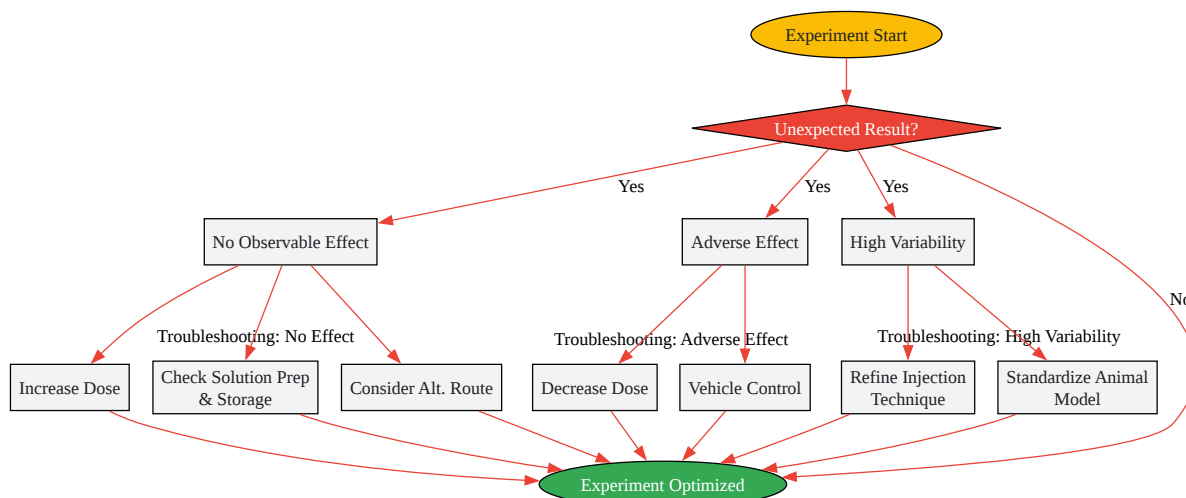 Experiment Start
Unexpected Result?
Yes
Yes
Yes
No Observable Effect
Adverse Effect
High Variability
No
Troubleshooting: No Effect
Troubleshooting: Adverse Effect
Troubleshooting: High Variability
Increase Dose
Check Solution Prep
& Storage
Consider Alt. Route
Decrease Dose
Vehicle Control
Refine Injection
Technique
Standardize Animal
Model
Experiment Optimized